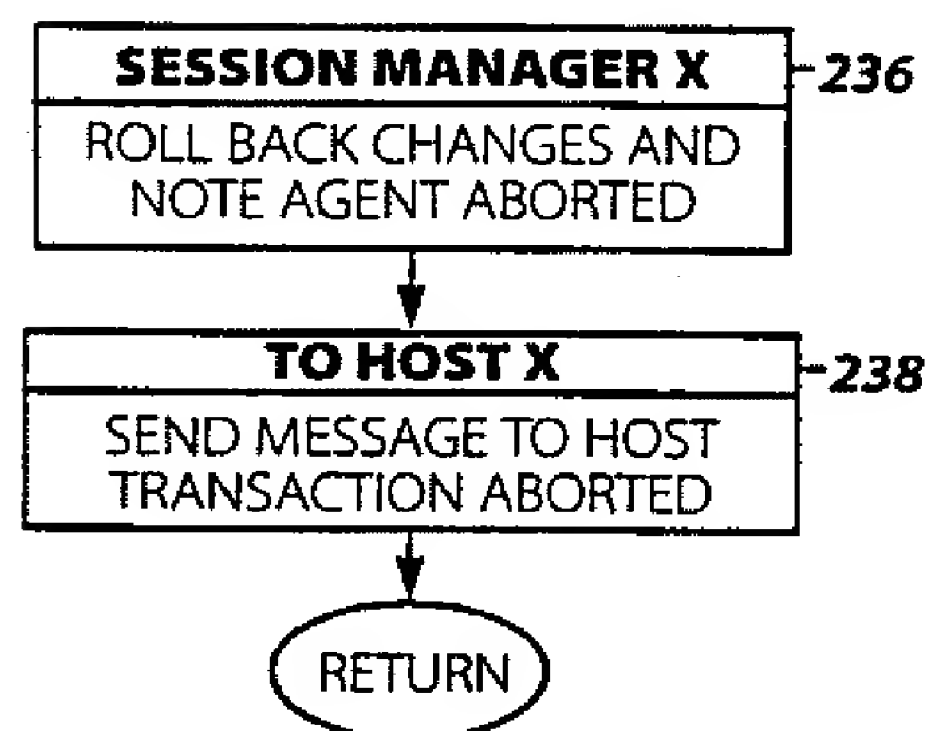 SESSION MANAGER X
236
ROLL BACK CHANGES AND
NOTE AGENT ABORTED
TO HOST X
238
SEND MESSAGE TO HOST
TRANSACTION ABORTED
RETURN